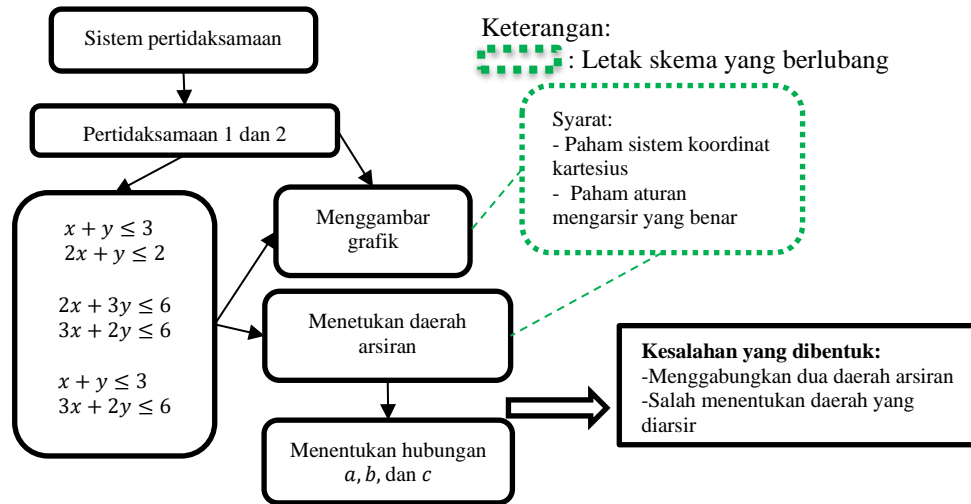 Sistem pertidaksamaan
Keterangan:
: Letak skema yang berlubang
Pertidaksamaan 1 dan 2
Syarat:
- Paham sistem koordinat
kartesius
- Paham aturan
mengarsir yang benar
𝑥 + 𝑦 ≤ 3
2𝑥 + 𝑦 ≤ 2
2𝑥 + 3𝑦 ≤ 6
3𝑥 + 2𝑦 ≤ 6
𝑥 + 𝑦 ≤ 3
3𝑥 + 2𝑦 ≤ 6
Menggambar
grafik
Menetukan daerah
arsiran
Menentukan hubungan
𝑎, 𝑏, dan 𝑐
Kesalahan yang dibentuk:
-Menggabungkan dua daerah arsiran
-Salah menentukan daerah yang
diarsir